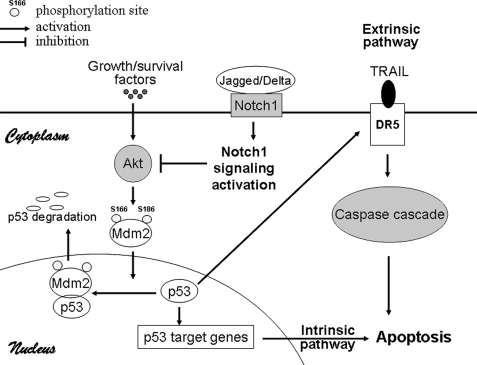 S166
phosphorylation site
activation
inhibition
Extrinsic
pathway
Growth/survival
factors
Jagged/Delta
TRAIL
Notch1
DR5
Cytoplasm
Akt
Notch1
signaling
activation
S166 S186
p53 degradation
Mdm2
Caspase cascade
Mdm2
p53
p53
p53 target genes
Intrinsic
pathway
Apoptosis
Nucleus